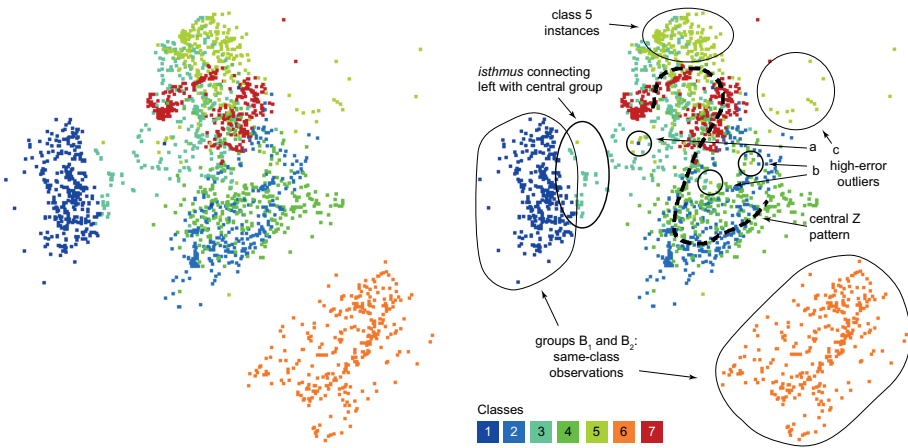 class 5
instances
isthmus connecting
left with central group
a
c
high-error
b
outliers
central Z
pattern
groups B1 and B2:
same-class
observations
Classes
1 2 3 4 5 6 7